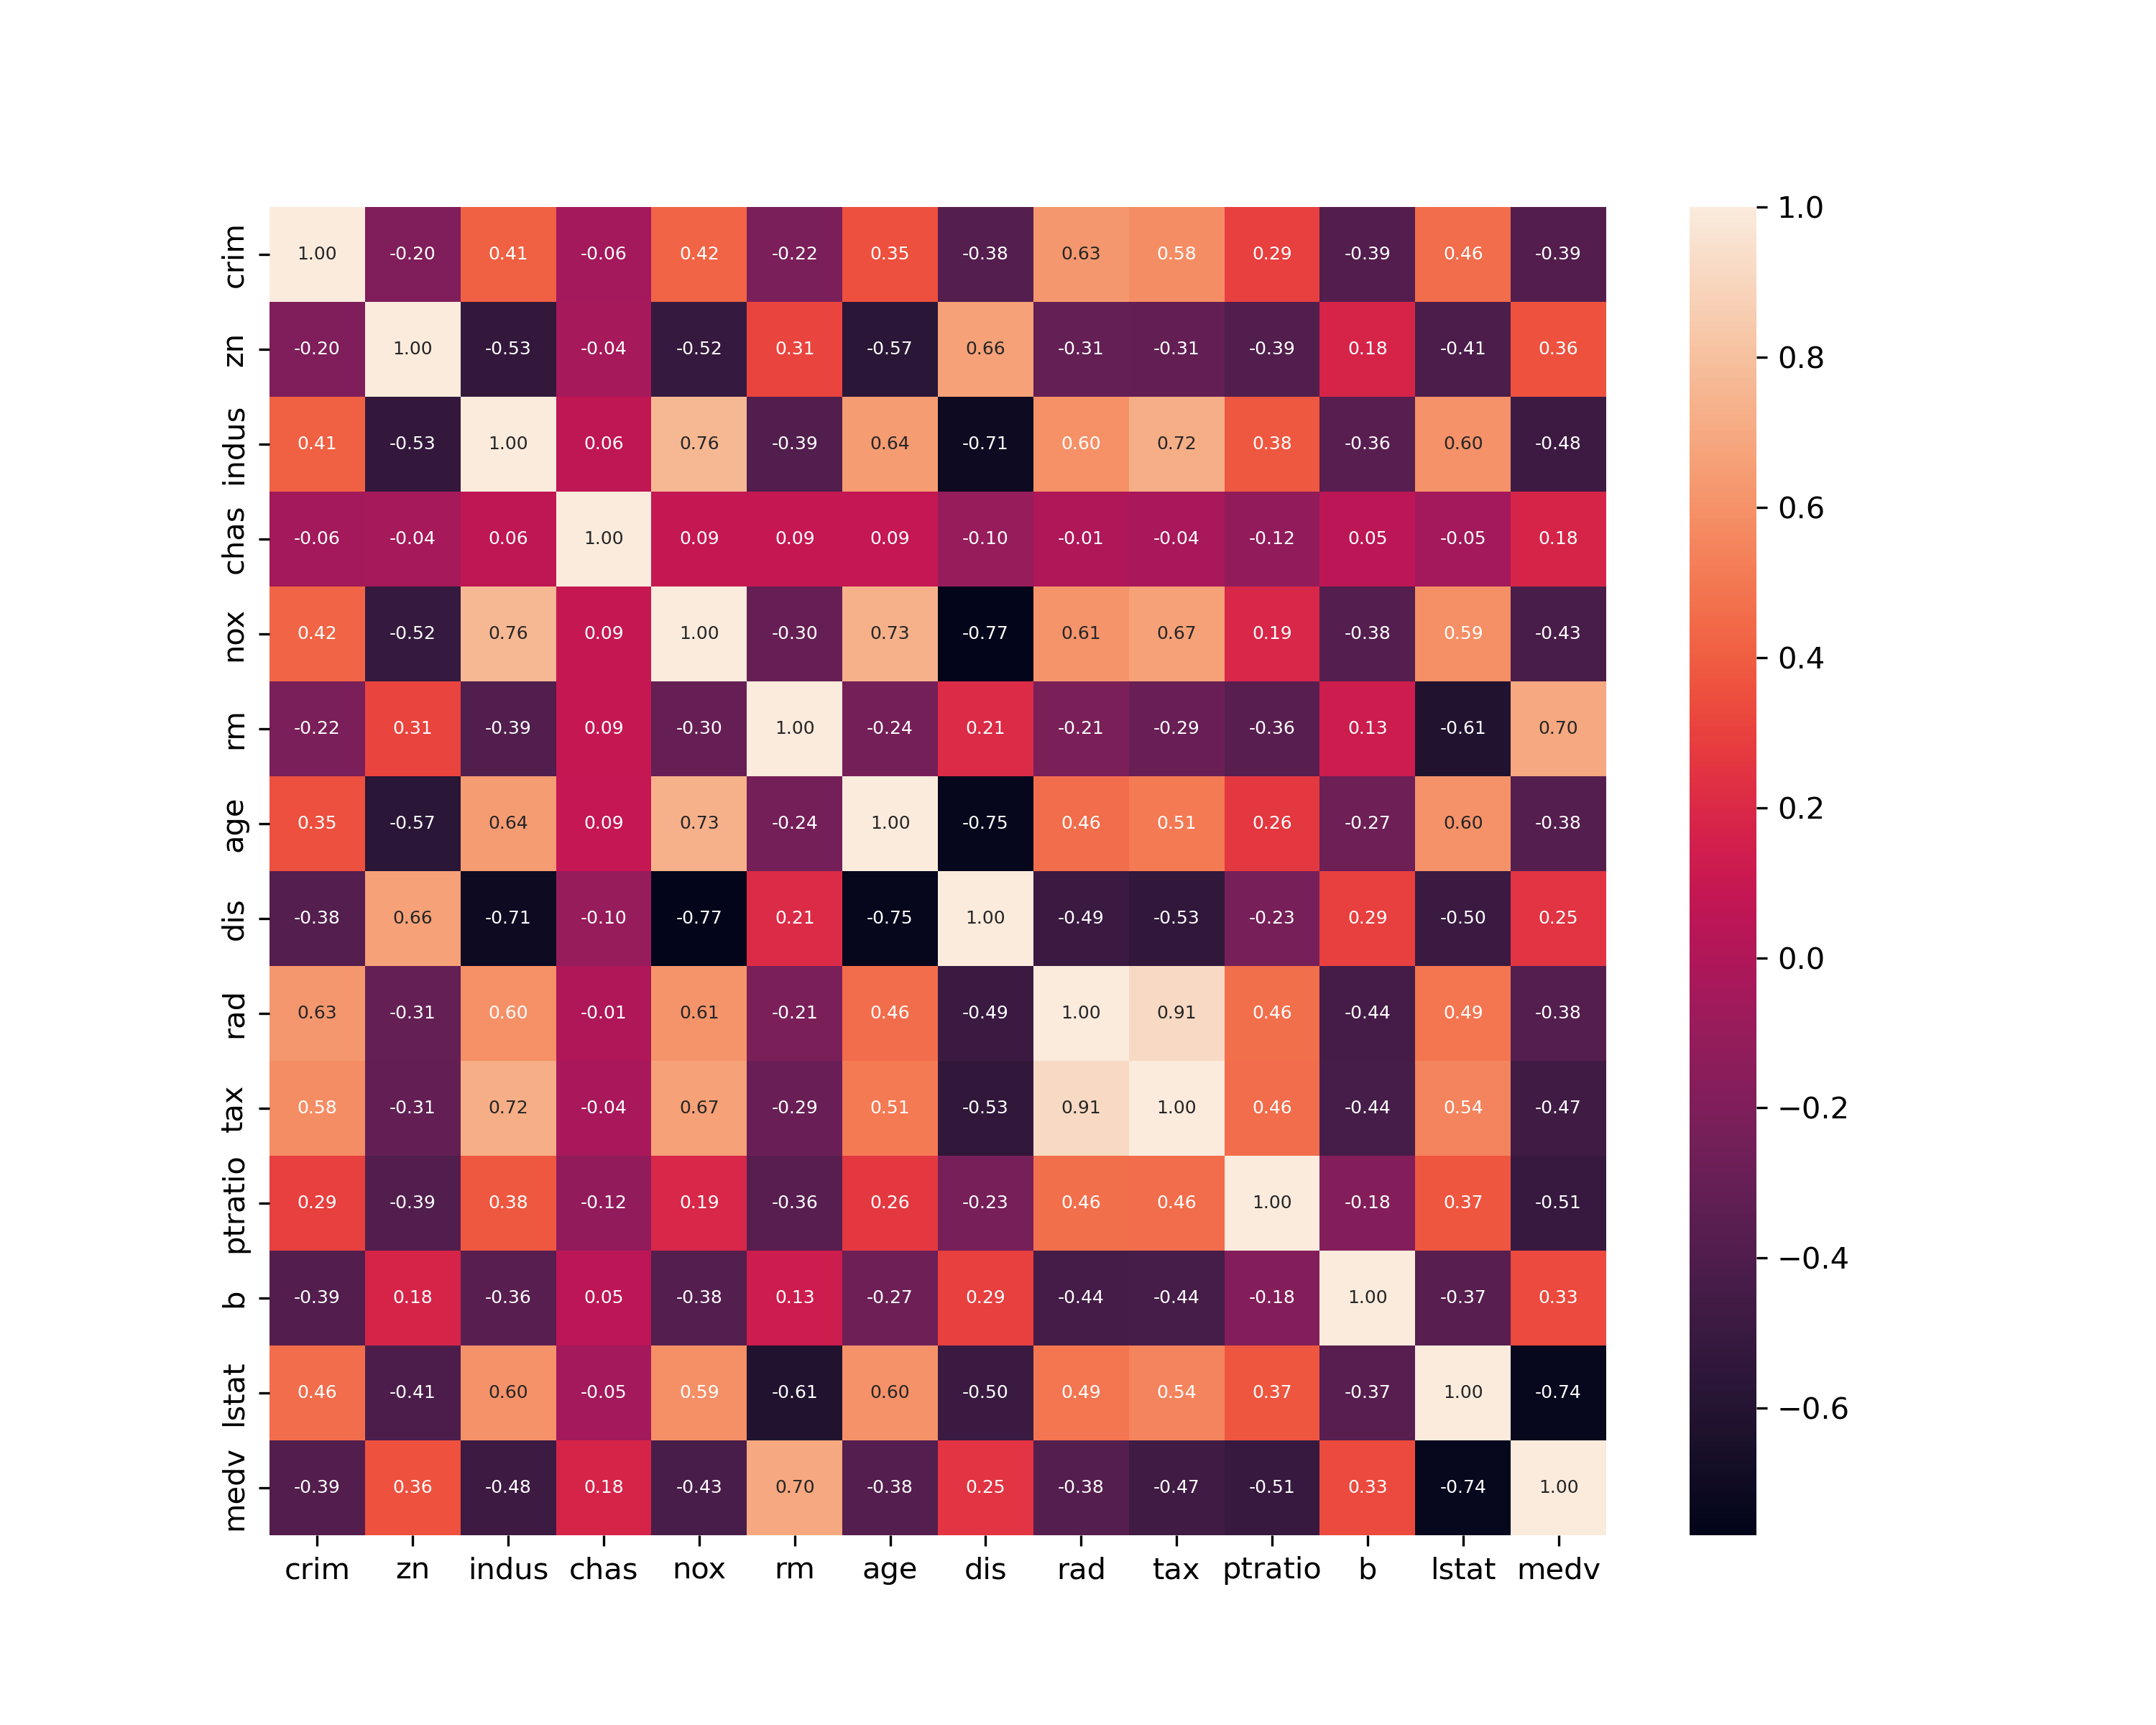 crim 1.00 -0.20 0.41 -0.06 0.42 -0.22 0.35 -0.38 0.63 0.58 0.29 -0.39 0.46 -0.39
zn -0.20 1.00 -0.53 -0.04 -0.52 0.31 -0.57 0.66 -0.31 -0.31 -0.39 0.18 -0.41 0.36
indus 0.41 -0.53 1.00 0.06 0.76 -0.39 0.64 -0.71 0.60 0.72 0.38 -0.36 0.60 -0.48
chas -0.06 -0.04 0.06 1.00 0.09 0.09 0.09 -0.10 -0.01 -0.04 -0.12 0.05 -0.05 0.18
nox 0.42 -0.52 0.76 0.09 1.00 -0.30 0.73 -0.77 0.61 0.67 0.19 -0.38 0.59 -0.43
rm -0.22 0.31 -0.39 0.09 -0.30 1.00 -0.24 0.21 -0.21 -0.29 -0.36 0.13 -0.61 0.70
age 0.35 -0.57 0.64 0.09 0.73 -0.24 1.00 -0.75 0.46 0.51 0.26 -0.27 0.60 -0.38
dis -0.38 0.66 -0.71 -0.10 -0.77 0.21 -0.75 1.00 -0.49 -0.53 -0.23 0.29 -0.50 0.25
rad 0.63 -0.31 0.60 -0.01 0.61 -0.21 0.46 -0.49 1.00 0.91 0.46 -0.44 0.49 -0.38
tax 0.58 -0.31 0.72 -0.04 0.67 -0.29 0.51 -0.53 0.91 1.00 0.46 -0.44 0.54 -0.47
ptratio 0.29 -0.39 0.38 -0.12 0.19 -0.36 0.26 -0.23 0.46 0.46 1.00 -0.18 0.37 -0.51
b -0.39 0.18 -0.36 0.05 -0.38 0.13 -0.27 0.29 -0.44 -0.44 -0.18 1.00 -0.37 0.33
lstat 0.46 -0.41 0.60 -0.05 0.59 -0.61 0.60 -0.50 0.49 0.54 0.37 -0.37 1.00 -0.74
medv -0.39 0.36 -0.48 0.18 -0.43 0.70 -0.38 0.25 -0.38 -0.47 -0.51 0.33 -0.74 1.00
crim zn indus chas nox rm age dis rad tax ptratio b lstat medv
1.0
0.8
0.6
0.4
0.2
0.0
−0.2
−0.4
−0.6